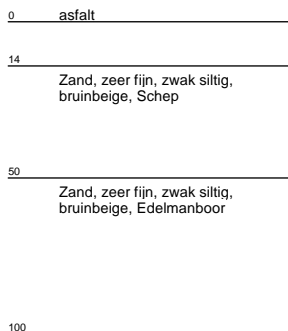 0 asfalt
14
Zand, zeer fijn, zwak siltig,
bruinbeige, Schep
50
Zand, zeer fijn, zwak siltig,
bruinbeige, Edelmanboor
100